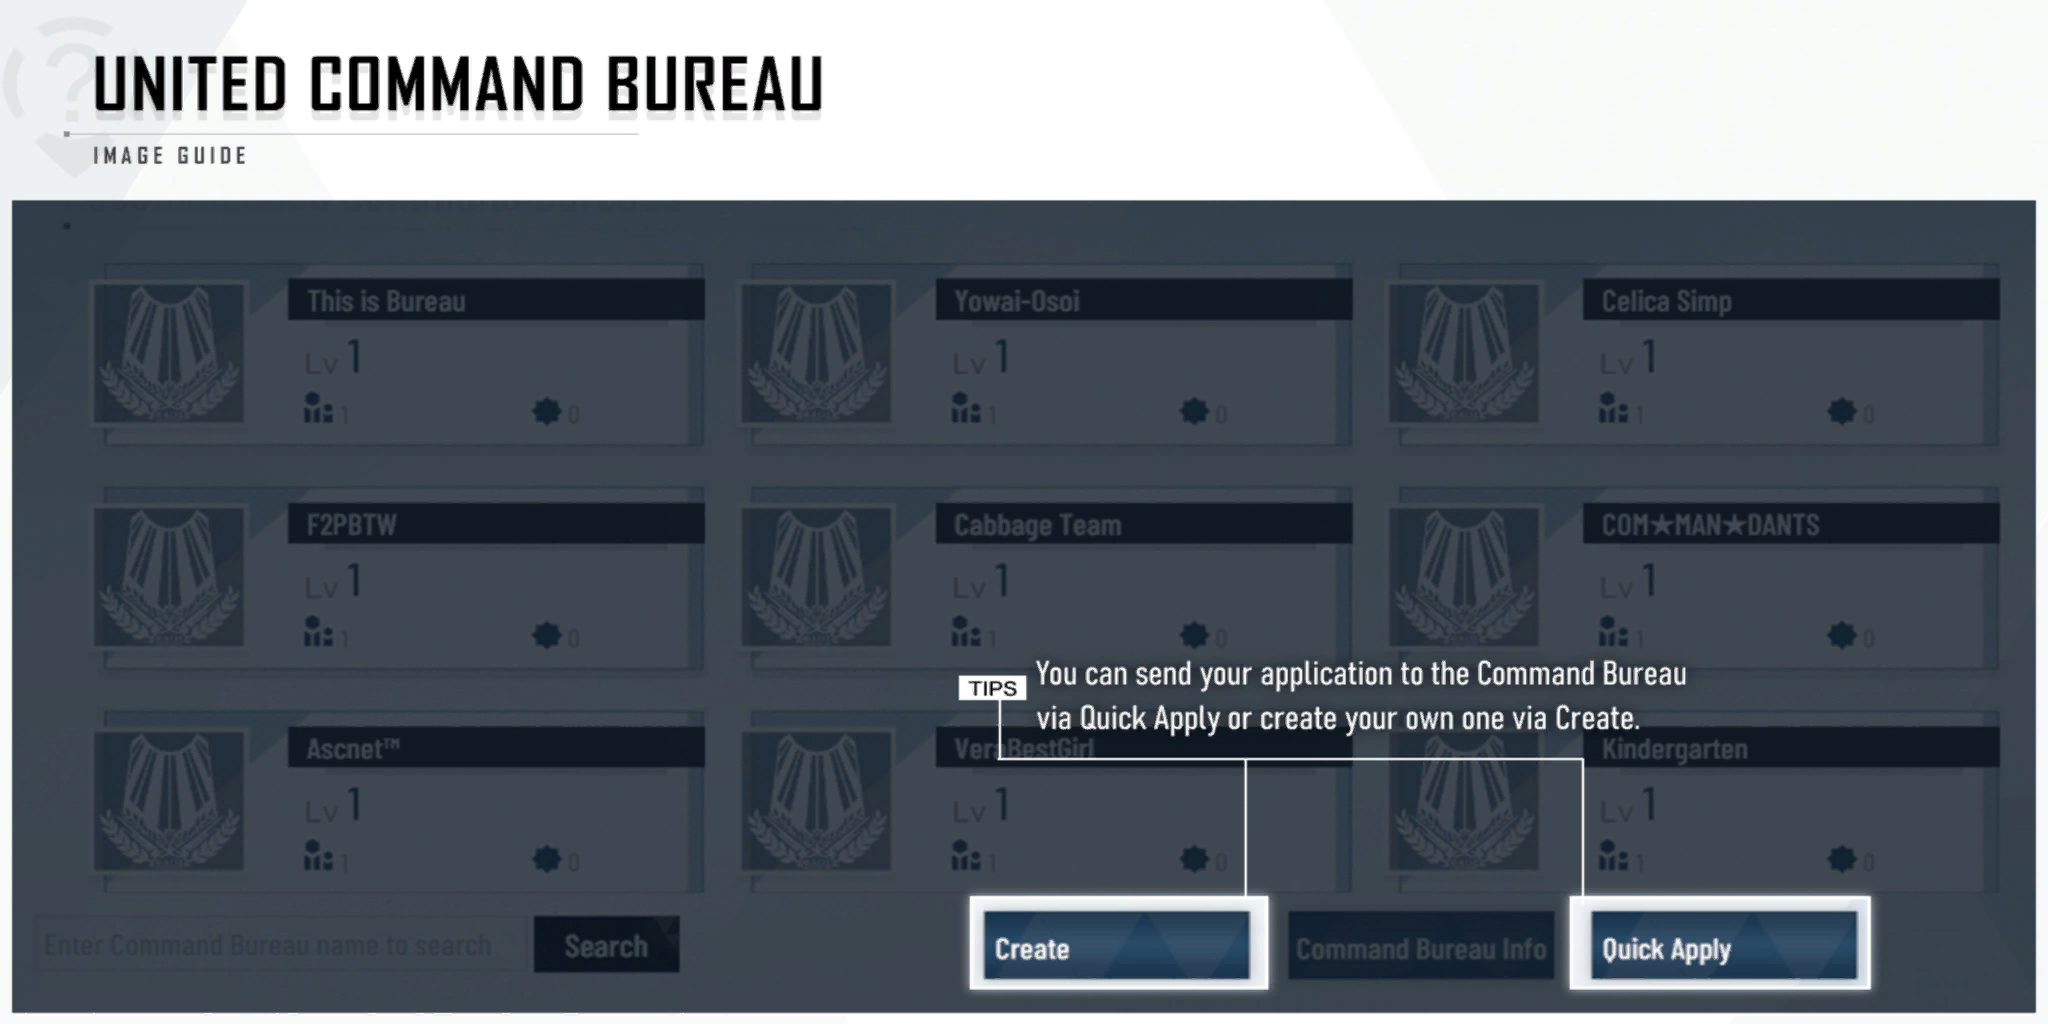 UNITED COMMAND BUREAU
IMAGE GUIDE
This is Bureau
Yowai-Osoi
Celica Simp
Lv 1
Lv 1
Lv 1
1 0
1 0
1 0
F2PBTW
Cabbage Team
COM★MAN★DANTS
Lv 1
Lv 1
Lv 1
1 0
1 0
1 0
TIPS
You can send your application to the Command Bureau
via Quick Apply or create your own one via Create.
Ascnet™
VeraBestGirl
Kindergarten
Lv 1
Lv 1
Lv 1
1 0
1 0
1 0
Enter Command Bureau name to search
Search
Create
Command Bureau Info
Quick Apply